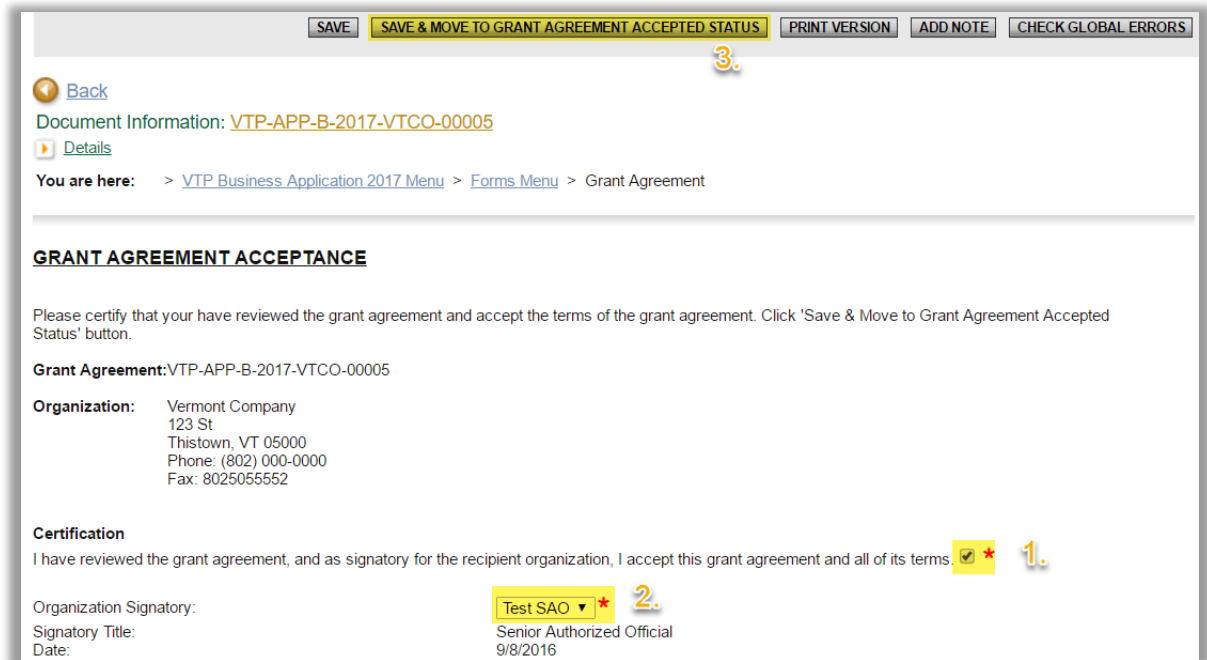 SAVE SAVE & MOVE TO GRANT AGREEMENT ACCEPTED STATUS PRINT VERSION ADD NOTE CHECK GLOBAL ERRORS
3.
Back
Document Information: VTP-APP-B-2017-VTCO-00005
Details
You are here: > VTP Business Application 2017 Menu > Forms Menu > Grant Agreement
GRANT AGREEMENT ACCEPTANCE
Please certify that your have reviewed the grant agreement and accept the terms of the grant agreement. Click 'Save & Move to Grant Agreement Accepted
Status' button.
Grant Agreement:VTP-APP-B-2017-VTCO-00005
Organization: Vermont Company
123 St
Thistown, VT 05000
Phone: (802) 000-0000
Fax: 8025055552
Certification
I have reviewed the grant agreement, and as signatory for the recipient organization, I accept this grant agreement and all of its terms. * 1.
Organization Signatory: Test SAO * 2.
Signatory Title: Senior Authorized Official
Date: 9/8/2016